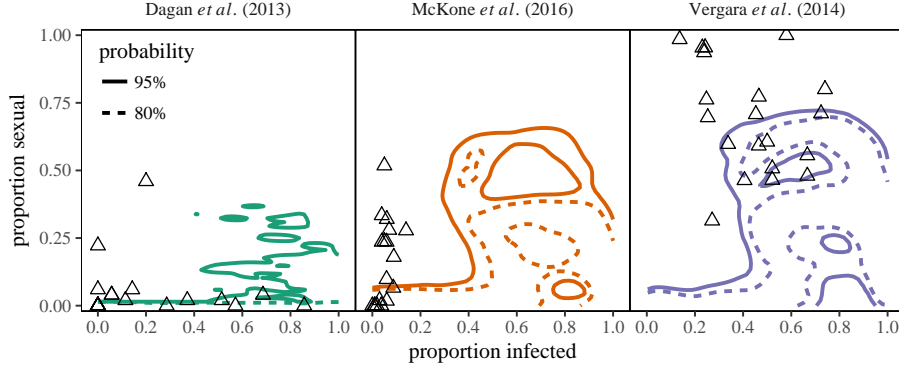 Dagan et al. (2013) McKone et al. (2016) Vergara et al. (2014)
proportion sexual
1.00
0.75
0.50
0.25
0.00
probability
95%
80%
0.0 0.2 0.4 0.6 0.8 1.0 0.0 0.2 0.4 0.6 0.8 1.0 0.0 0.2 0.4 0.6 0.8 1.0
proportion infected